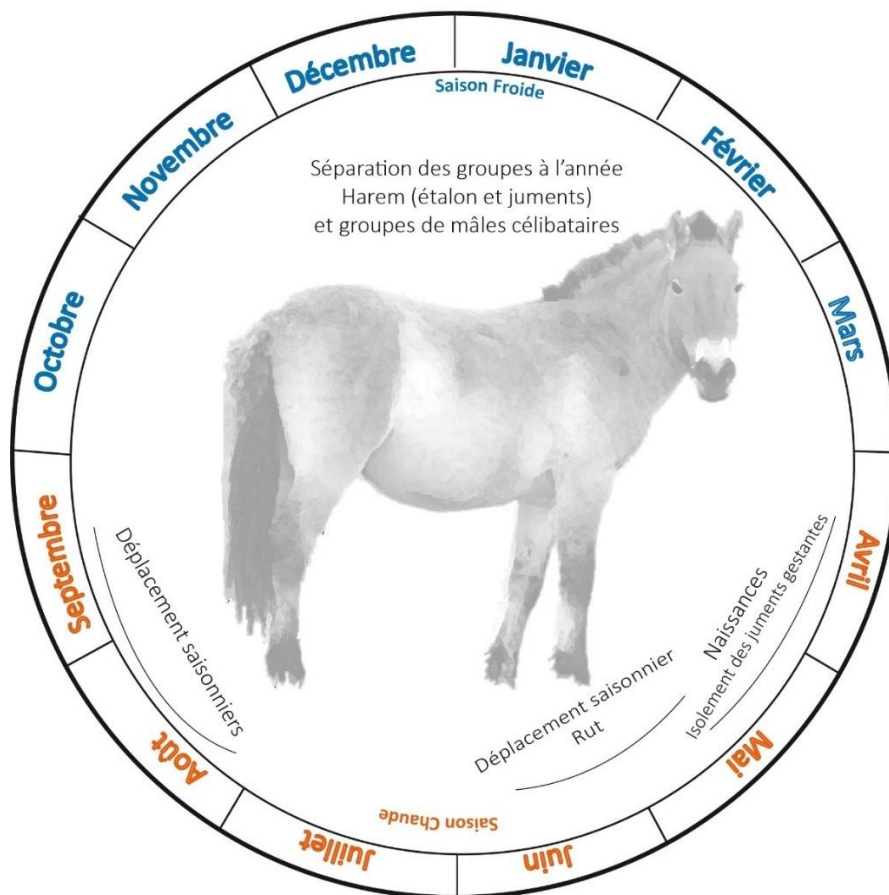 Janvier
Février
Mars
Avril
Mai
Juin
Juillet
Août
Septembre
Octobre
Novembre
Décembre
Saison Froide
Séparation des groupes à l'année
Harem (étalon et juments)
et groupes de mâles célibataires
Naissances
Isolement des juments gestantes
Déplacement saisonnier
Rut
Déplacement saisonniers
Saison Chaude